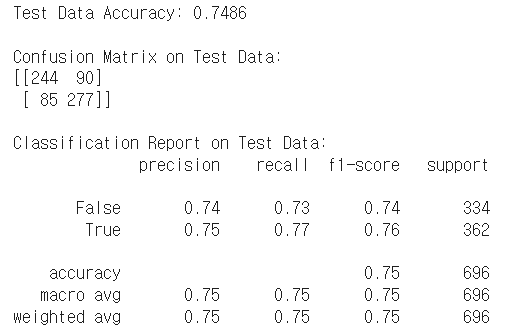 Test Data Accuracy: 0.7486
Confusion Matrix on Test Data:
[[244  90]
 [ 85 277]]
Classification Report on Test Data:
              precision    recall  f1-score   support
       False       0.74      0.73      0.74       334
        True       0.75      0.77      0.76       362
    accuracy                           0.75       696
   macro avg       0.75      0.75      0.75       696
weighted avg       0.75      0.75      0.75       696